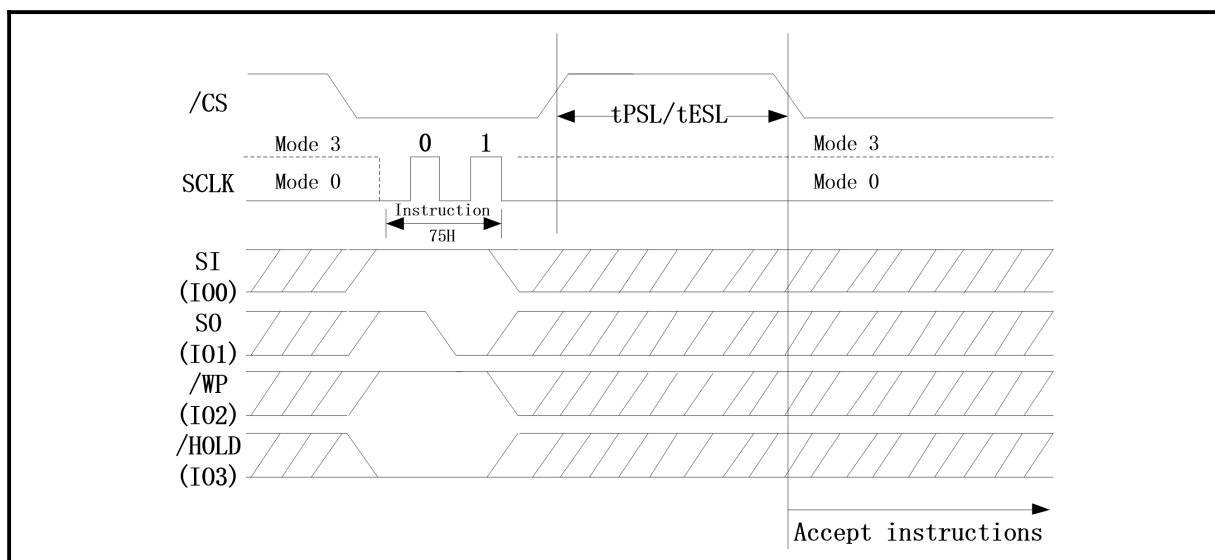 /CS
tPSL/tESL
Mode 3
0
1
Mode 3
SCLK
Mode 0
Mode 0
Instruction
75H
SI
(IO0)
SO
(IO1)
/WP
(IO2)
/HOLD
(IO3)
Accept instructions